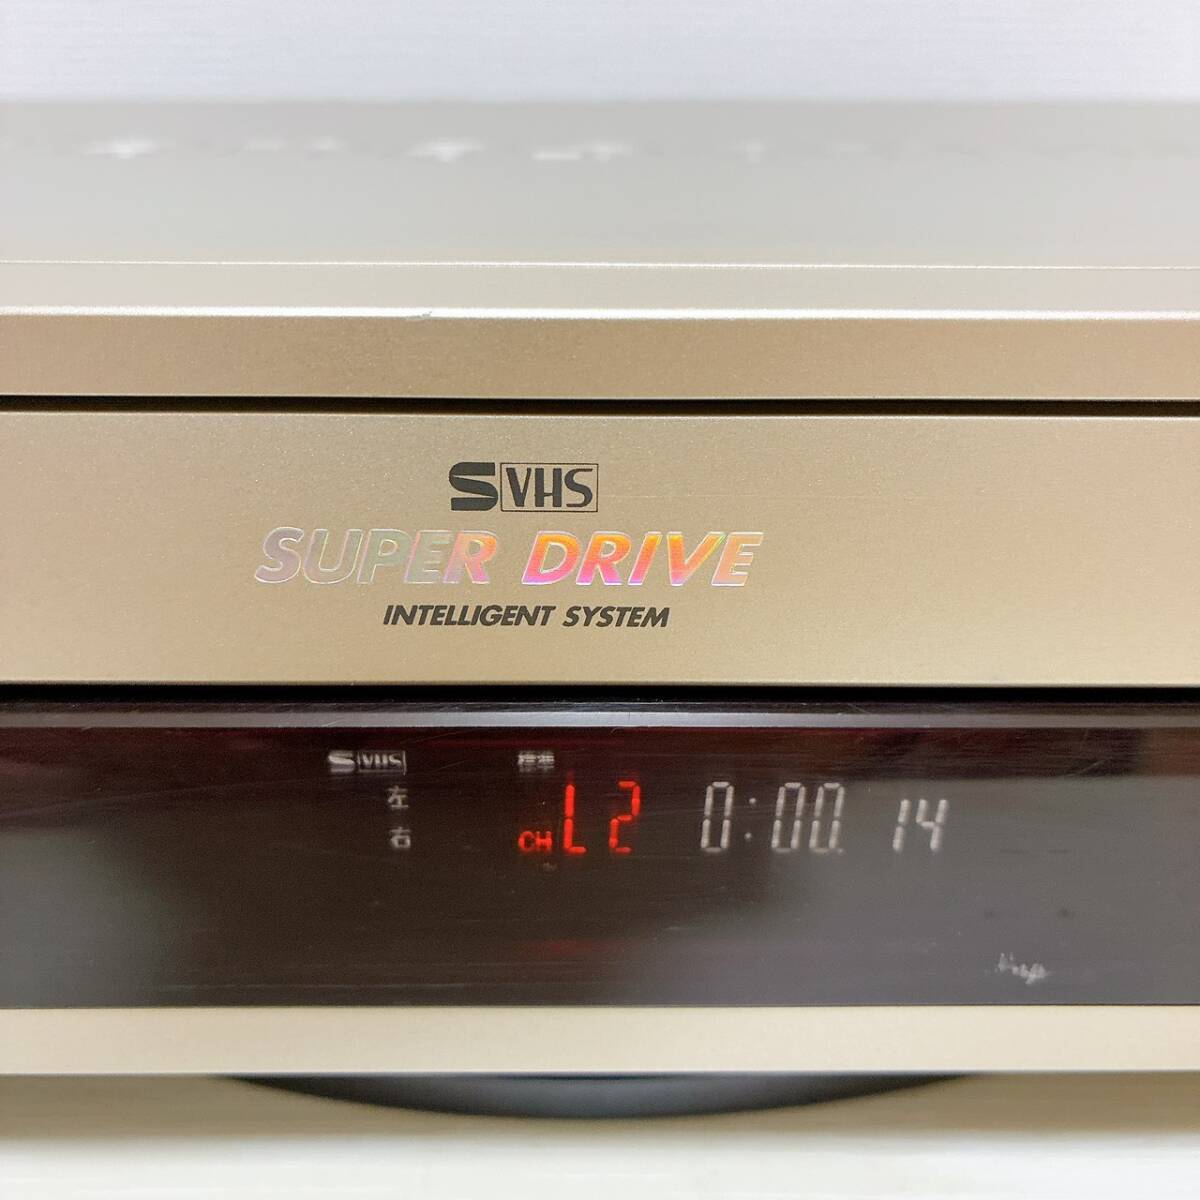 S VHS
SUPER DRIVE
INTELLIGENT SYSTEM
S VHS 標準
左
右
CH L2 0:00. 14